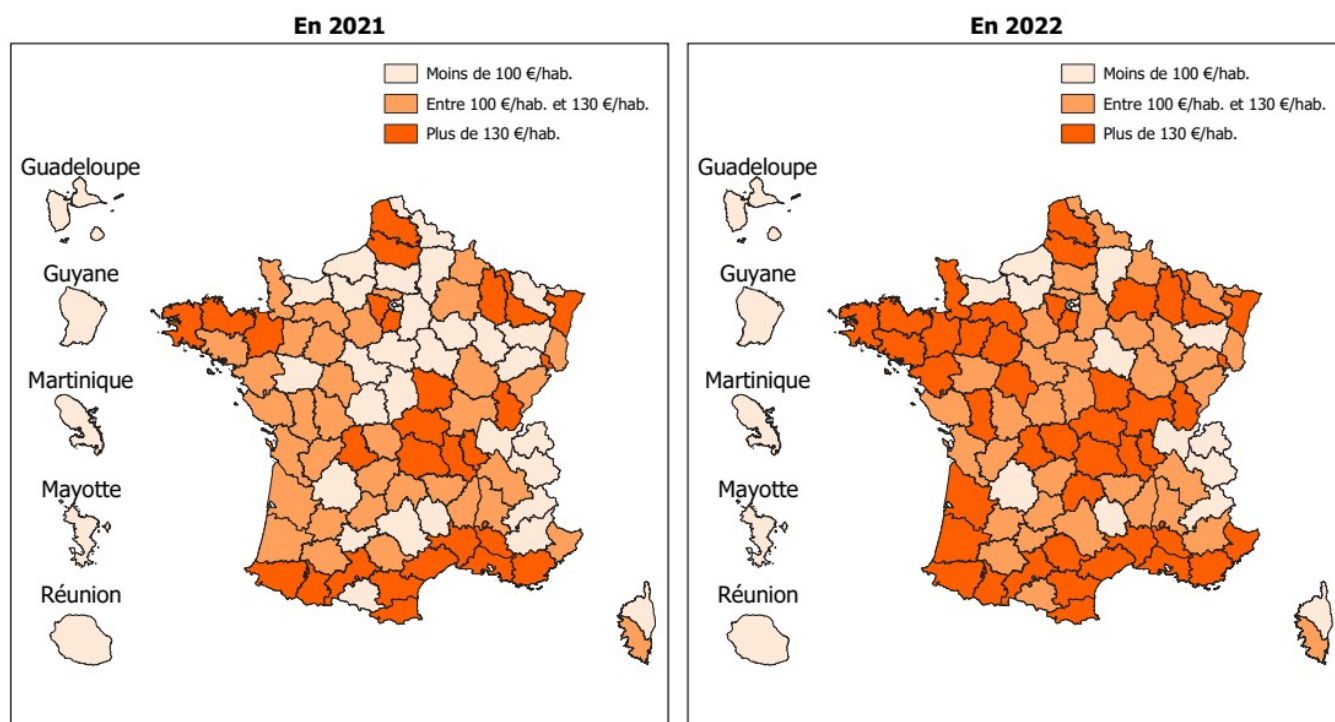 En 2021
Moins de 100 €/hab.
Entre 100 €/hab. et 130 €/hab.
Plus de 130 €/hab.
Guadeloupe
Guyane
Martinique
Mayotte
Réunion
En 2022
Moins de 100 €/hab.
Entre 100 €/hab. et 130 €/hab.
Plus de 130 €/hab.
Guadeloupe
Guyane
Martinique
Mayotte
Réunion